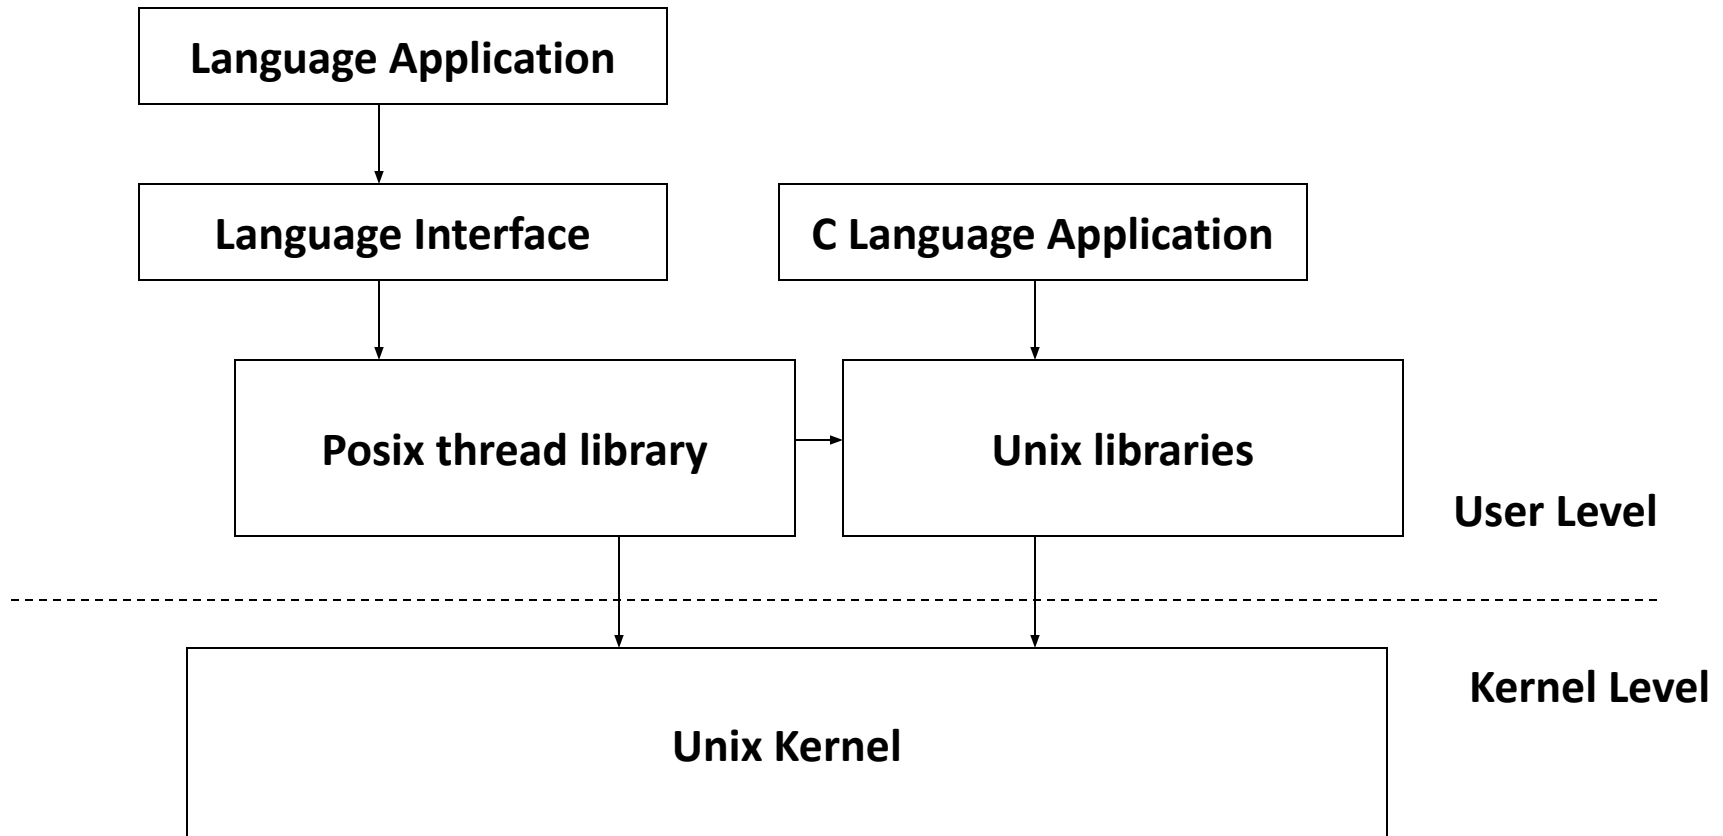 Language Application
Language Interface
C Language Application
Posix thread library
Unix libraries
User Level
Kernel Level
Unix Kernel